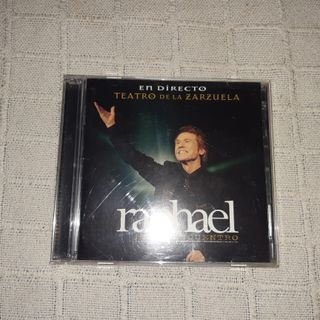 EN DIRECTO
TEATRO DE LA ZARZUELA
raphael